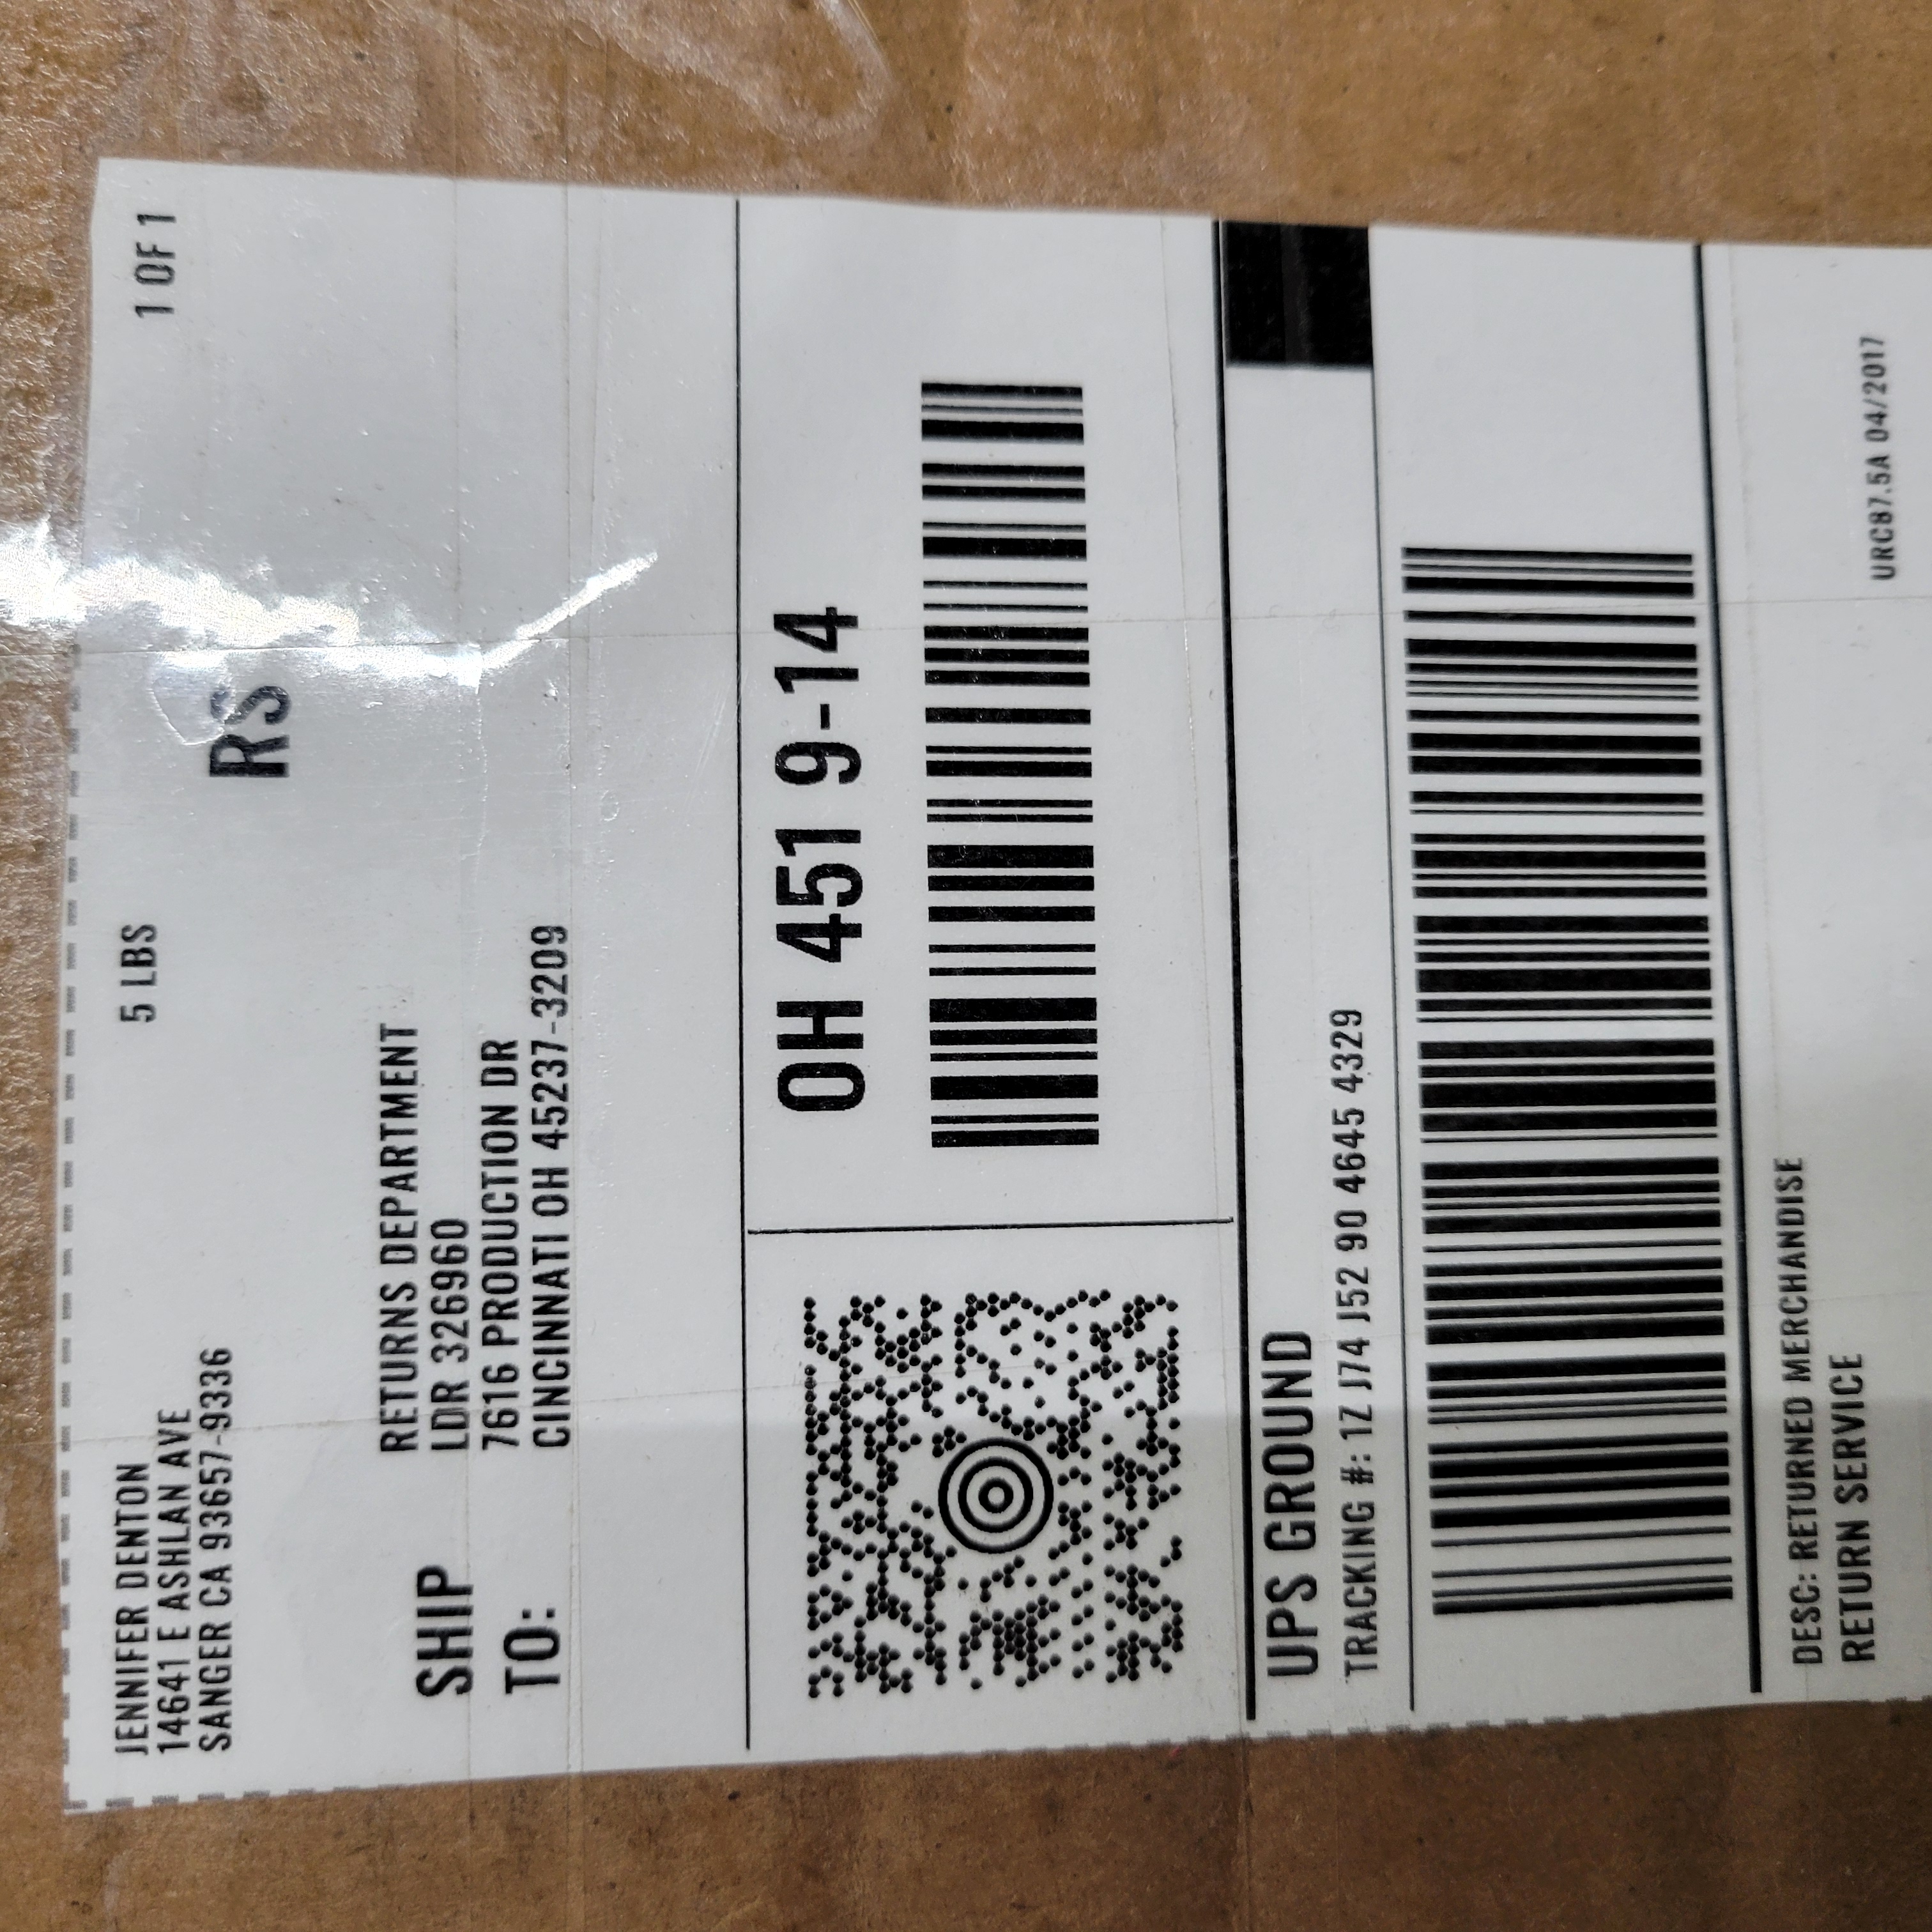 JENNIFER DENTON
14641 E ASHLAN AVE
SANGER CA 93657-9336
5 LBS
1 OF 1
RS
SHIP
TO:
RETURNS DEPARTMENT
LDR 326960
7616 PRODUCTION DR
CINCINNATI OH 45237-3209
OH 451 9-14
UPS GROUND
TRACKING #: 1Z J74 J52 90 4645 4329
DESC: RETURNED MERCHANDISE
RETURN SERVICE
URC87.5A 04/2017